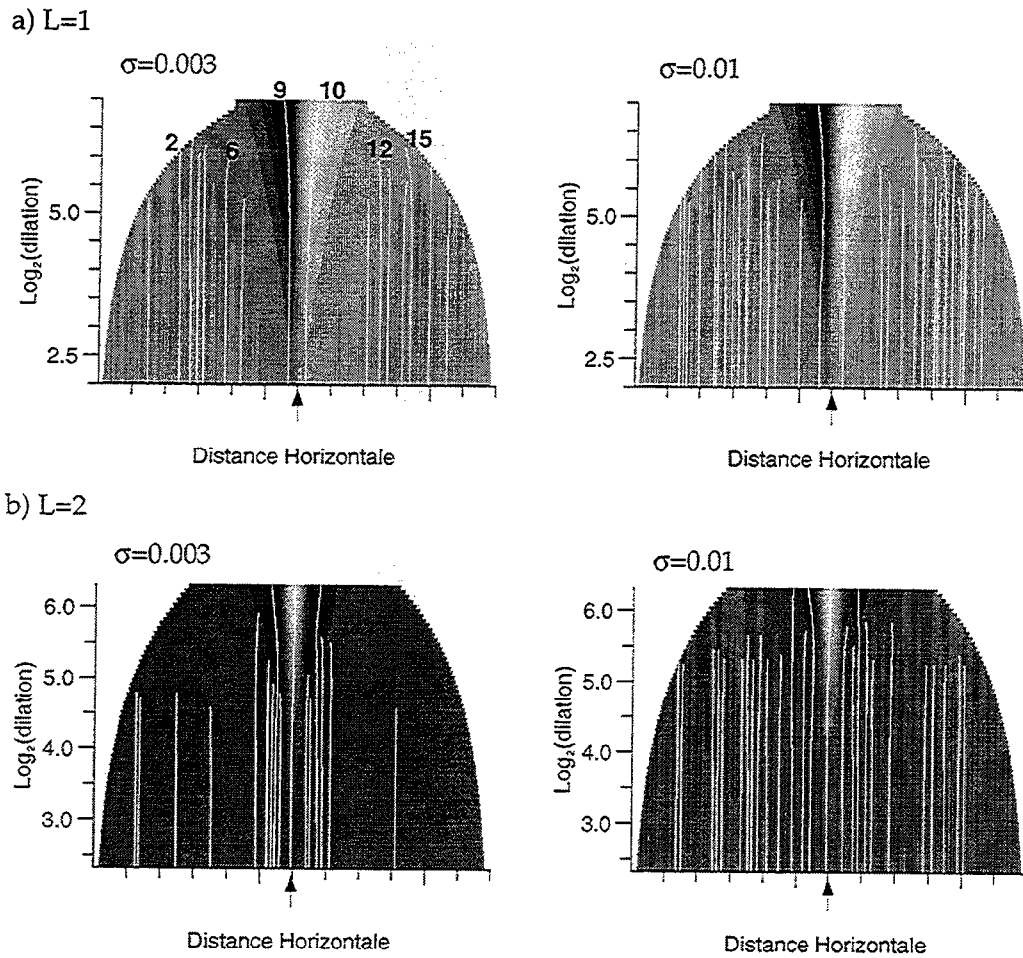 a) L=1
σ=0.003
σ=0.01
9 10
2 6 12 15
Log₂(dilation)
5.0
2.5
Log₂(dilation)
5.0
2.5
Distance Horizontale
Distance Horizontale
b) L=2
σ=0.003
σ=0.01
Log₂(dilation)
6.0
5.0
4.0
3.0
Log₂(dilation)
6.0
5.0
4.0
3.0
Distance Horizontale
Distance Horizontale